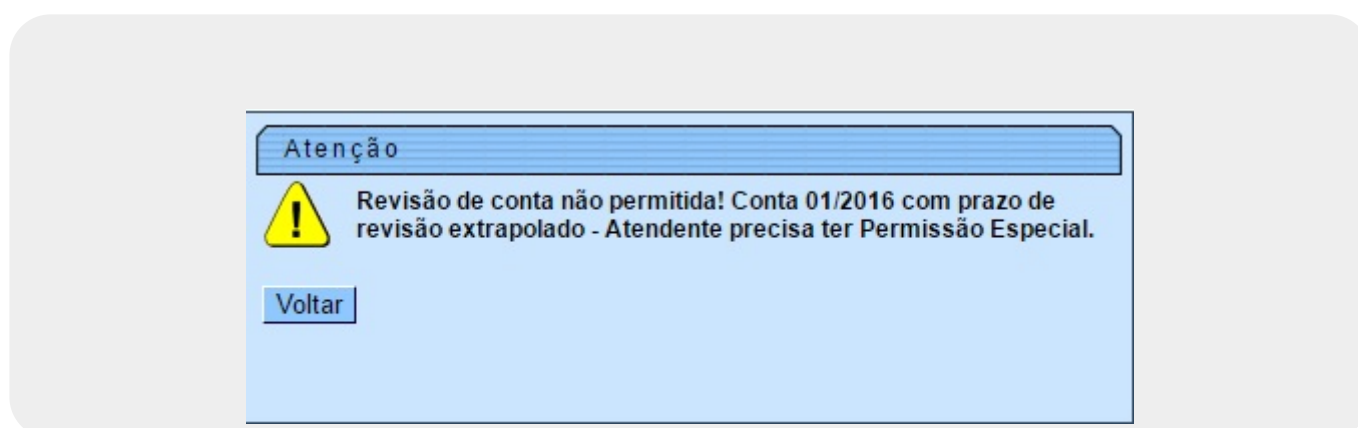 Atenção
Revisão de conta não permitida! Conta 01/2016 com prazo de
revisão extrapolado - Atendente precisa ter Permissão Especial.
Voltar